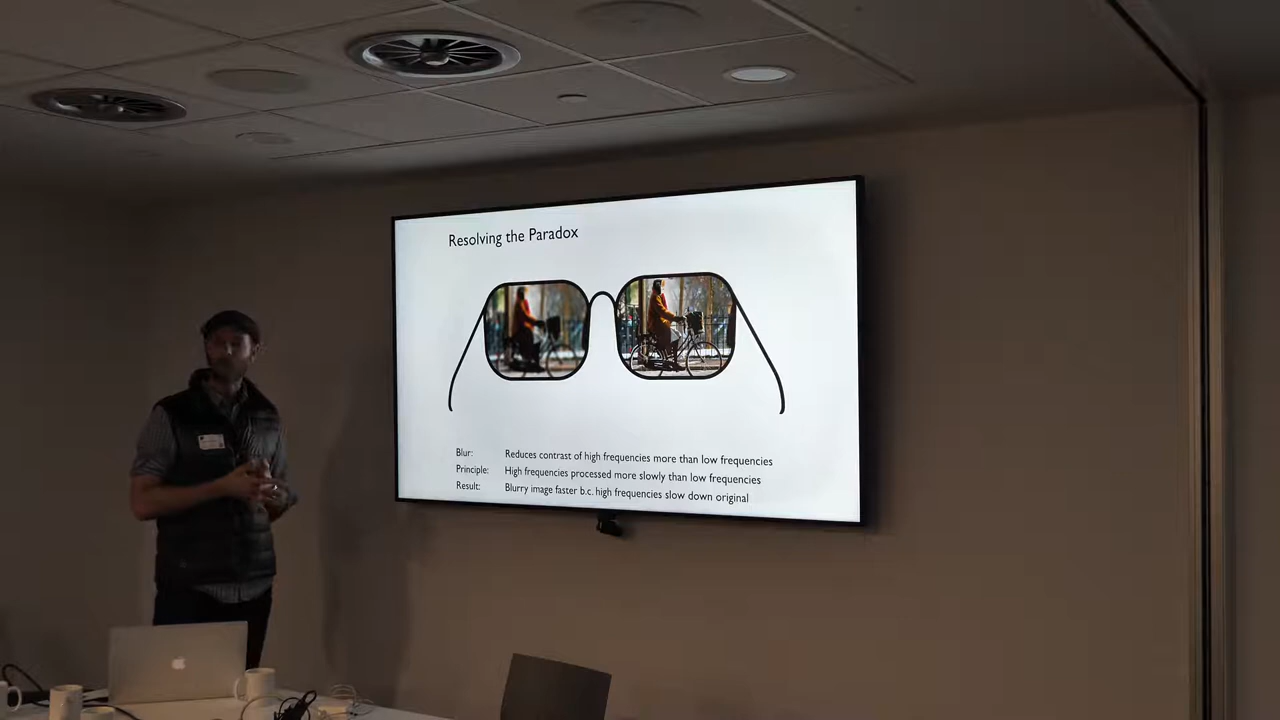 Resolving the Paradox
Blur: Reduces contrast of high frequencies more than low frequencies
Principle: High frequencies processed more slowly than low frequencies
Result: Blurry image faster b.c. high frequencies slow down original